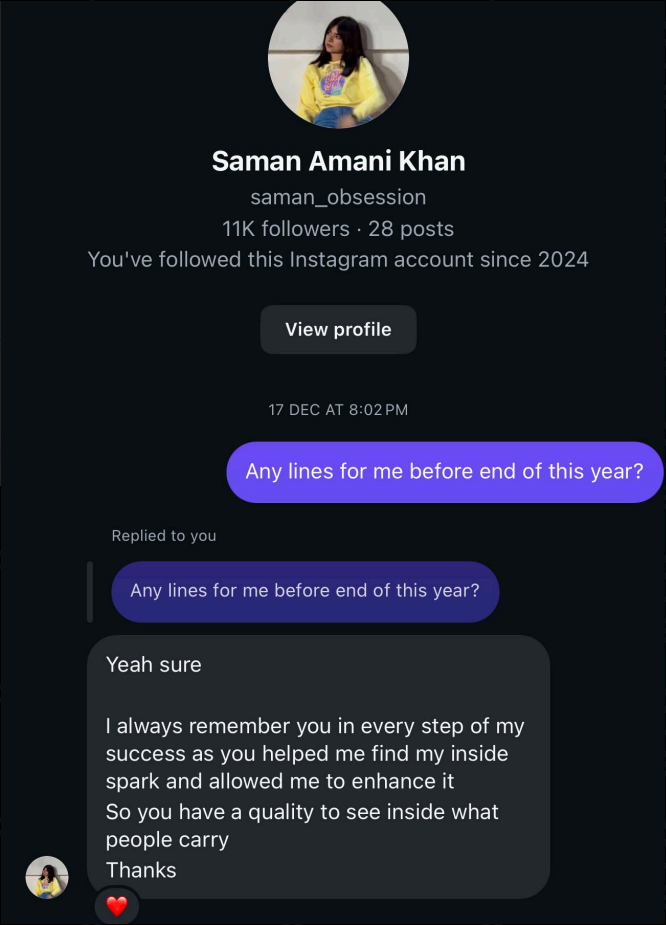 Saman Amani Khan
saman_obsession
11K followers · 28 posts
You've followed this Instagram account since 2024
View profile
17 DEC AT 8:02 PM
Any lines for me before end of this year?
Replied to you
Any lines for me before end of this year?
Yeah sure
I always remember you in every step of my
success as you helped me find my inside
spark and allowed me to enhance it
So you have a quality to see inside what
people carry
Thanks